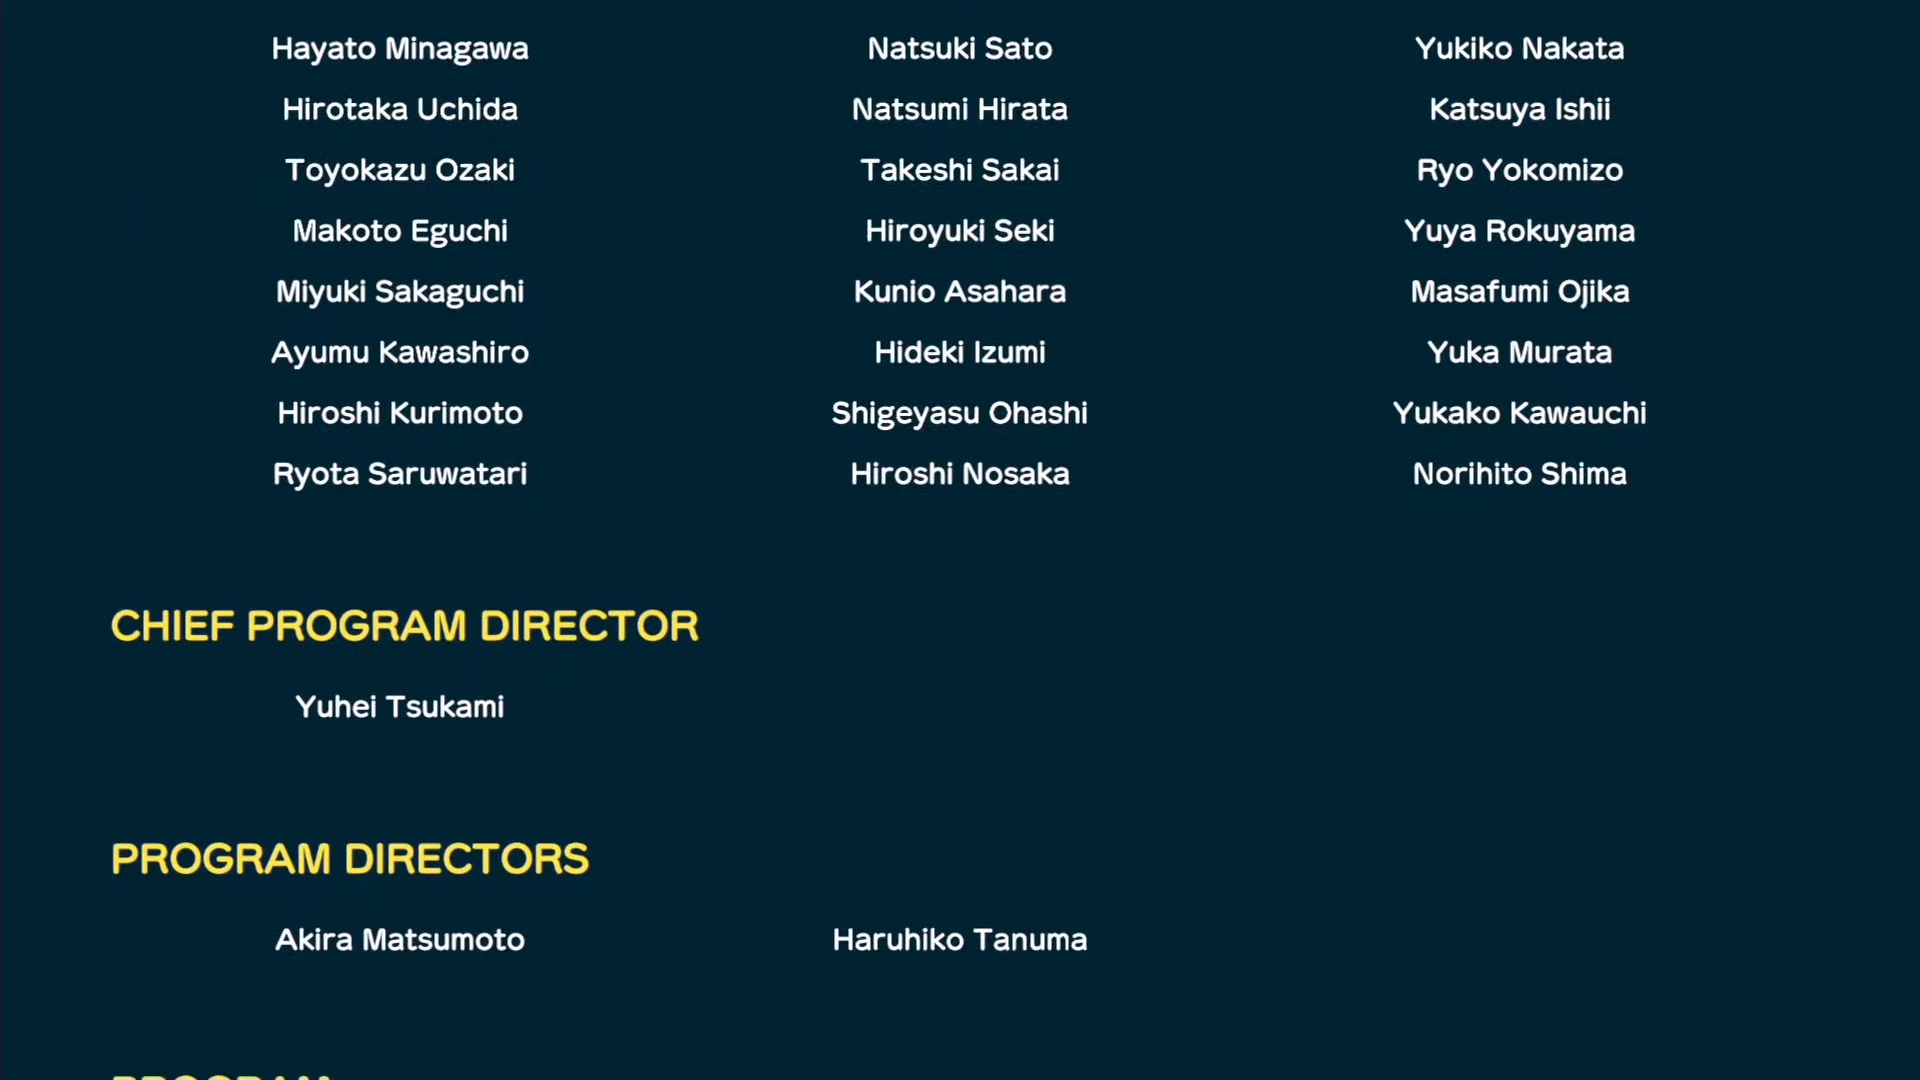 Hayato Minagawa Natsuki Sato Yukiko Nakata
Hirotaka Uchida Natsumi Hirata Katsuya Ishii
Toyokazu Ozaki Takeshi Sakai Ryo Yokomizo
Makoto Eguchi Hiroyuki Seki Yuya Rokuyama
Miyuki Sakaguchi Kunio Asahara Masafumi Ojika
Ayumu Kawashiro Hideki Izumi Yuka Murata
Hiroshi Kurimoto Shigeyasu Ohashi Yukako Kawauchi
Ryota Saruwatari Hiroshi Nosaka Norihito Shima
CHIEF PROGRAM DIRECTOR
Yuhei Tsukami
PROGRAM DIRECTORS
Akira Matsumoto Haruhiko Tanuma
PROGRAM